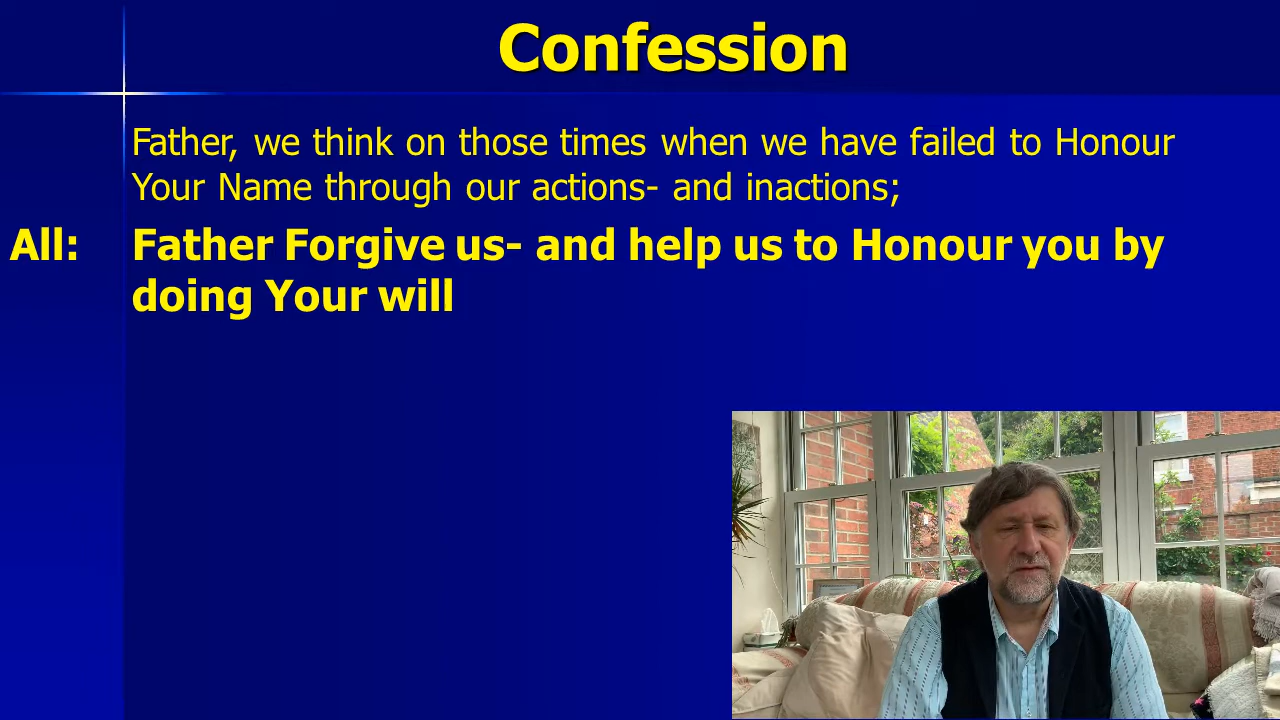 Confession
Father, we think on those times when we have failed to Honour
Your Name through our actions- and inactions;
All: Father Forgive us- and help us to Honour you by
doing Your will